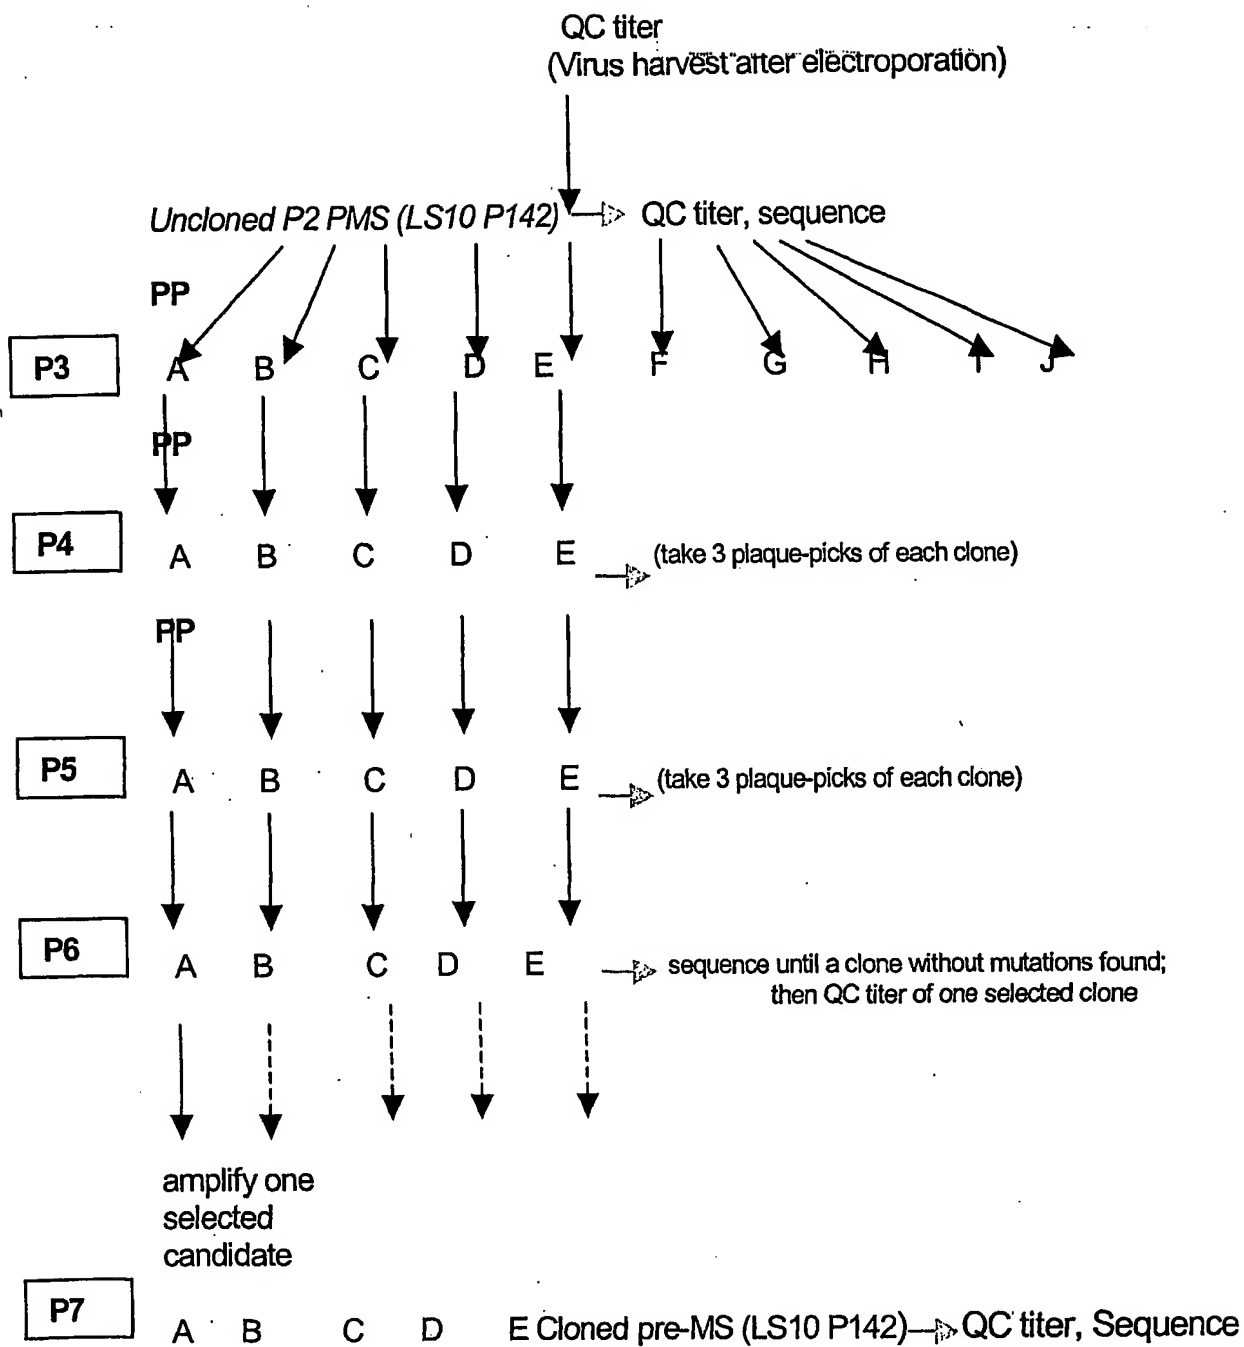 QC titer
(Virus harvest arter electroporation)
Uncloned P2 PMS (LS10 P142) QC titer, sequence
PP
P3 A B C D E F G H I J
PP
P4 A B C D E (take 3 plaque-picks of each clone)
PP
P5 A B C D E (take 3 plaque-picks of each clone)
P6 A B C D E sequence until a clone without mutations found;
then QC titer of one selected clone
amplify one
selected
candidate
P7 A B C D E Cloned pre-MS (LS10 P142) QC titer, Sequence